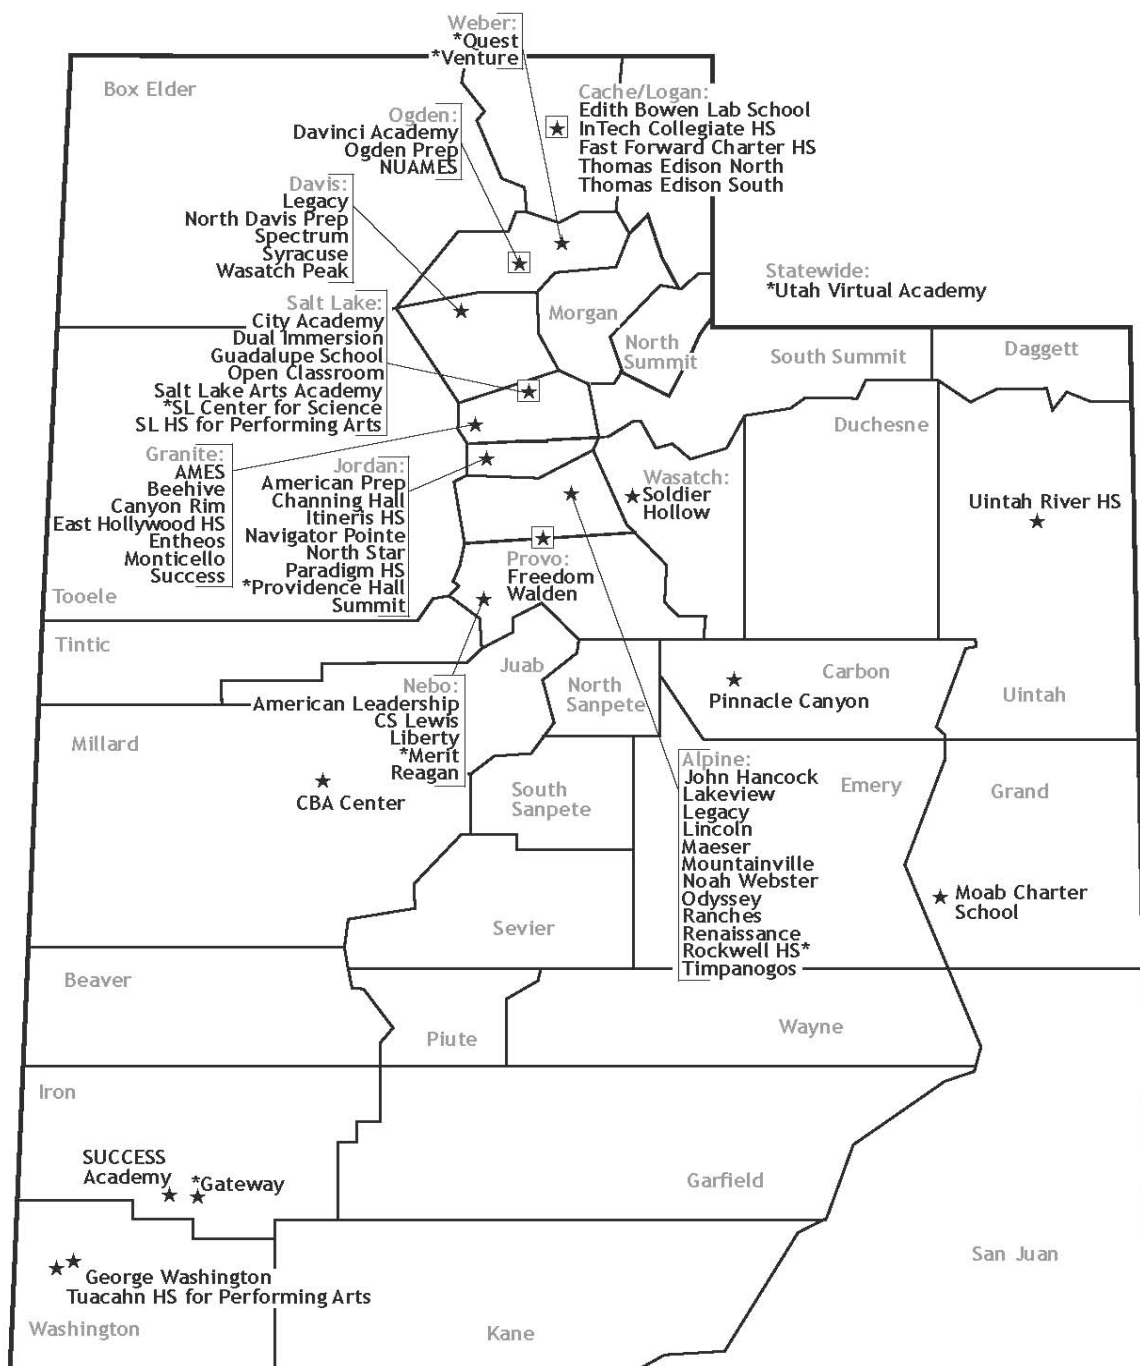 Weber:
*Quest
*Venture
Box Elder
Cache/Logan:
Edith Bowen Lab School
InTech Collegiate HS
Fast Forward Charter HS
Thomas Edison North
Thomas Edison South
Ogden:
Davinci Academy
Ogden Prep
NUAMES
Davis:
Legacy
North Davis Prep
Spectrum
Syracuse
Wasatch Peak
Statewide:
*Utah Virtual Academy
Salt Lake:
City Academy
Dual Immersion
Guadalupe School
Open Classroom
Salt Lake Arts Academy
*SL Center for Science
SL HS for Performing Arts
Morgan
North
Summit
South Summit
Daggett
Duchesne
Granite:
AMES
Beehive
Canyon Rim
East Hollywood HS
Entheos
Monticello
Success
Jordan:
American Prep
Channing Hall
Itineris HS
Navigator Pointe
North Star
Paradigm HS
*Providence Hall
Summit
Wasatch:
Soldier
Hollow
Uintah River HS
Provo:
Freedom
Walden
Tooele
Tintic
Juab
North
Sanpete
Carbon
Pinnacle Canyon
Uintah
Nebo:
American Leadership
CS Lewis
Liberty
*Merit
Reagan
Millard
CBA Center
South
Sanpete
Alpine:
John Hancock
Lakeview
Legacy
Lincoln
Maeser
Mountainville
Noah Webster
Odyssey
Ranches
Renaissance
Rockwell HS*
Timpanogos
Emery
Grand
Moab Charter
School
Sevier
Beaver
Piute
Wayne
Iron
SUCCESS
Academy
*Gateway
Garfield
San Juan
George Washington
Tuacahn HS for Performing Arts
Washington
Kane